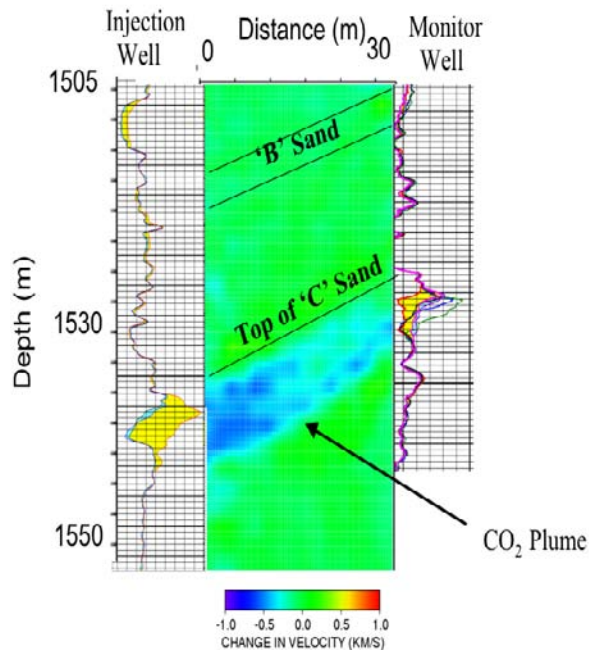 Injection
Well
Distance (m)
0
30
Monitor
Well
1505
'B' Sand
Top of 'C' Sand
Depth (m)
1530
1550
CO₂ Plume
-1.0 -0.5 0.0 0.5 1.0
CHANGE IN VELOCITY (KM/S)